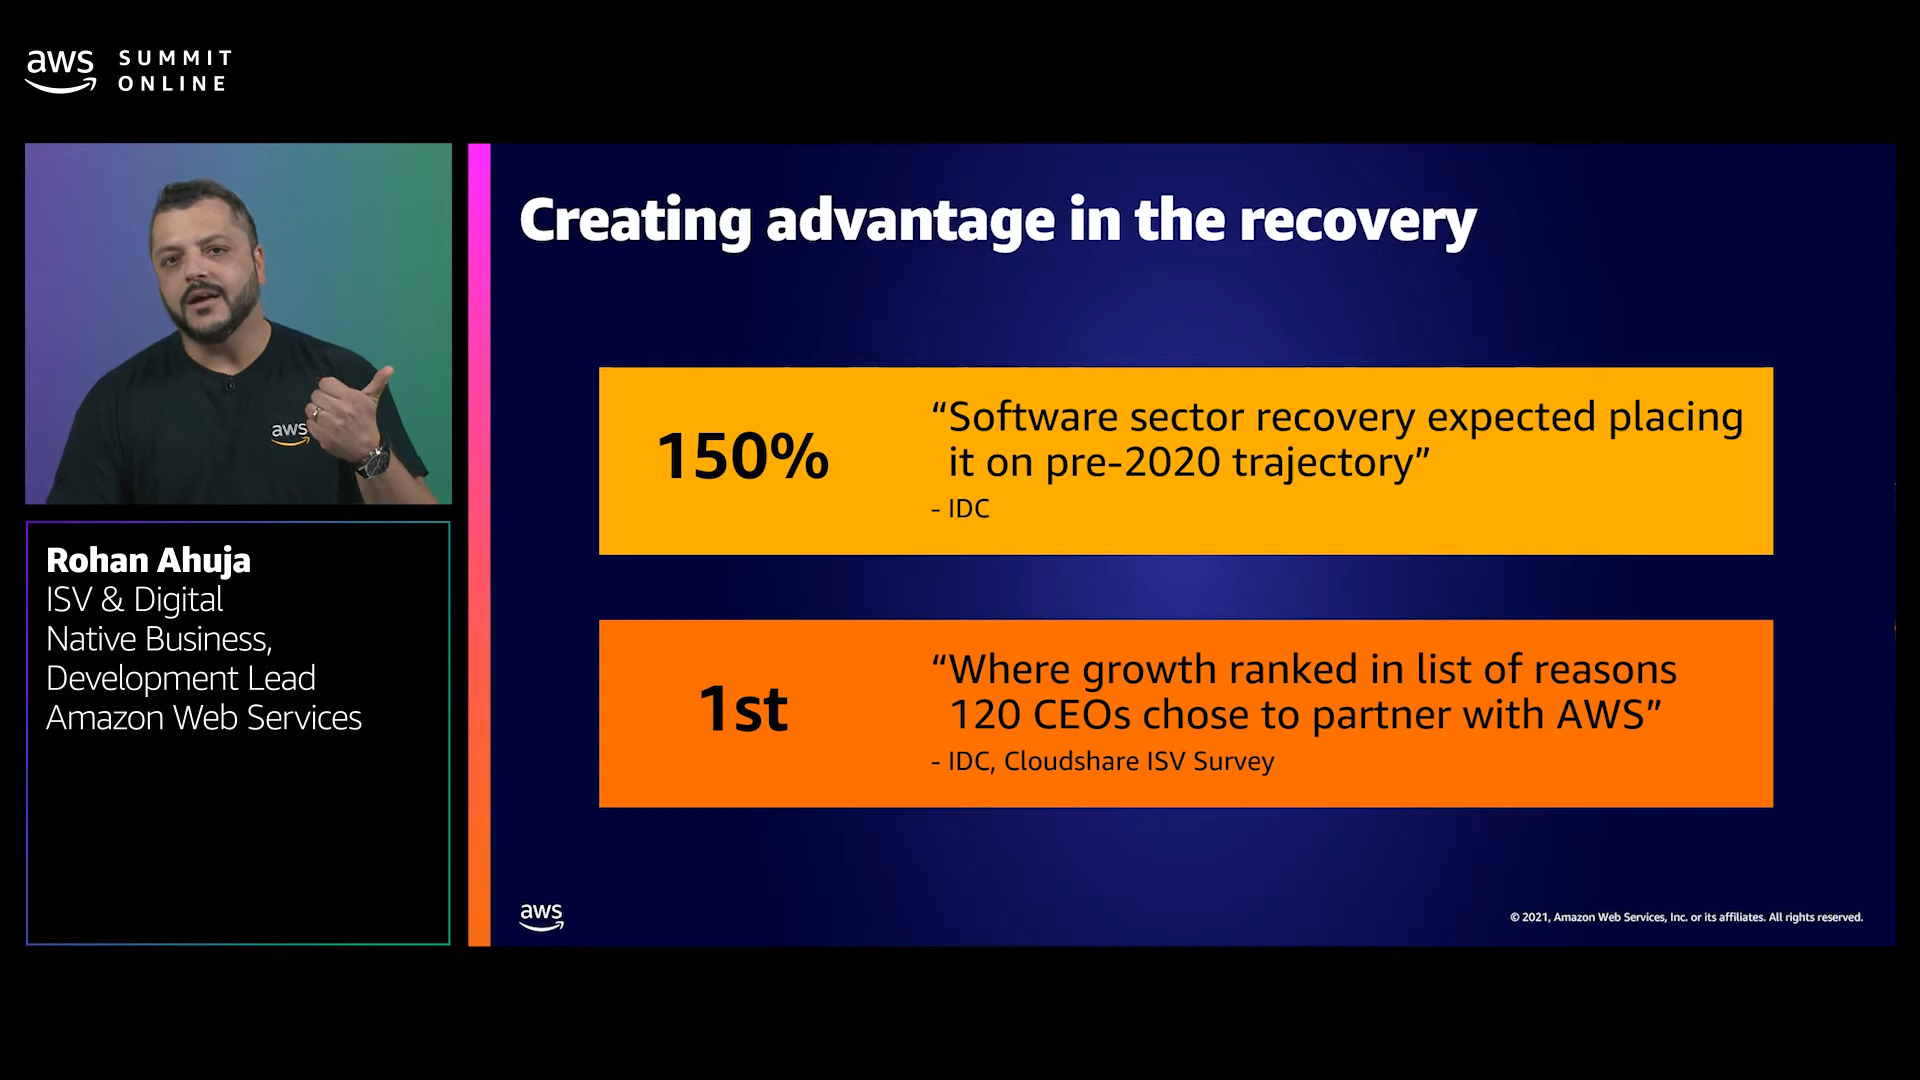 aws SUMMIT
ONLINE
aws
Rohan Ahuja
ISV & Digital
Native Business,
Development Lead
Amazon Web Services
Creating advantage in the recovery
150%
“Software sector recovery expected placing
it on pre-2020 trajectory”
- IDC
1st
“Where growth ranked in list of reasons
120 CEOs chose to partner with AWS”
- IDC, Cloudshare ISV Survey
aws
© 2021, Amazon Web Services, Inc. or its affiliates. All rights reserved.